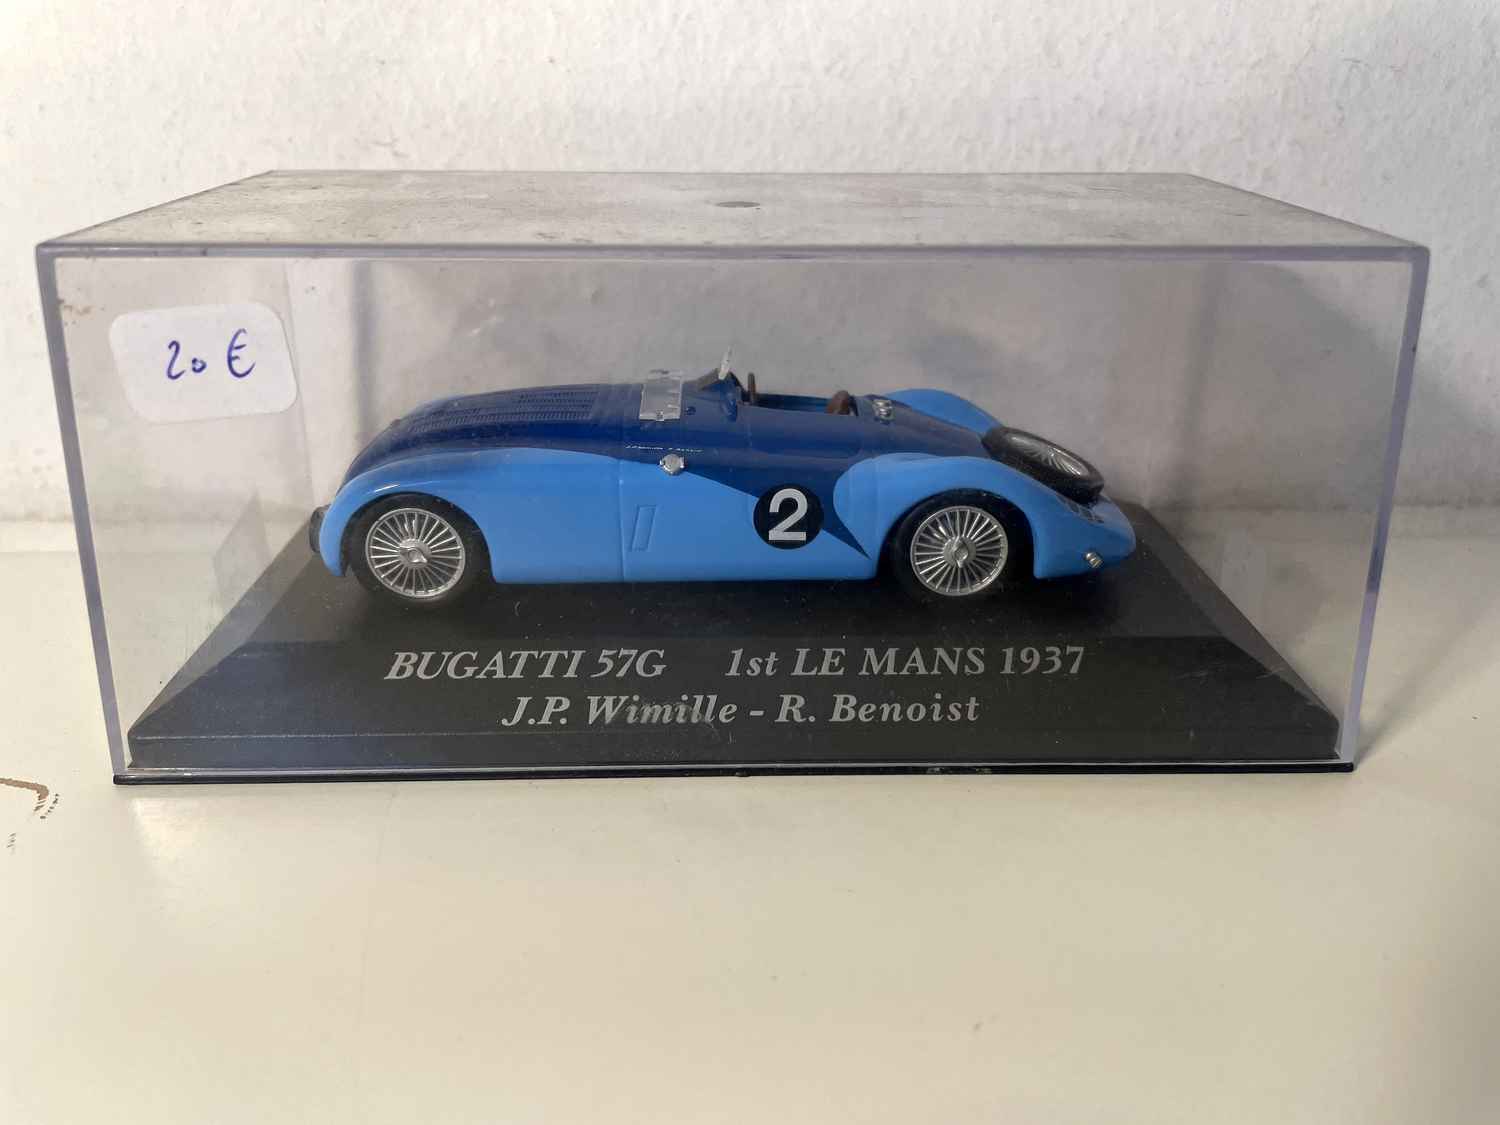 20 €
2
BUGATTI 57G 1st LE MANS 1937
J.P. Wimille - R. Benoist